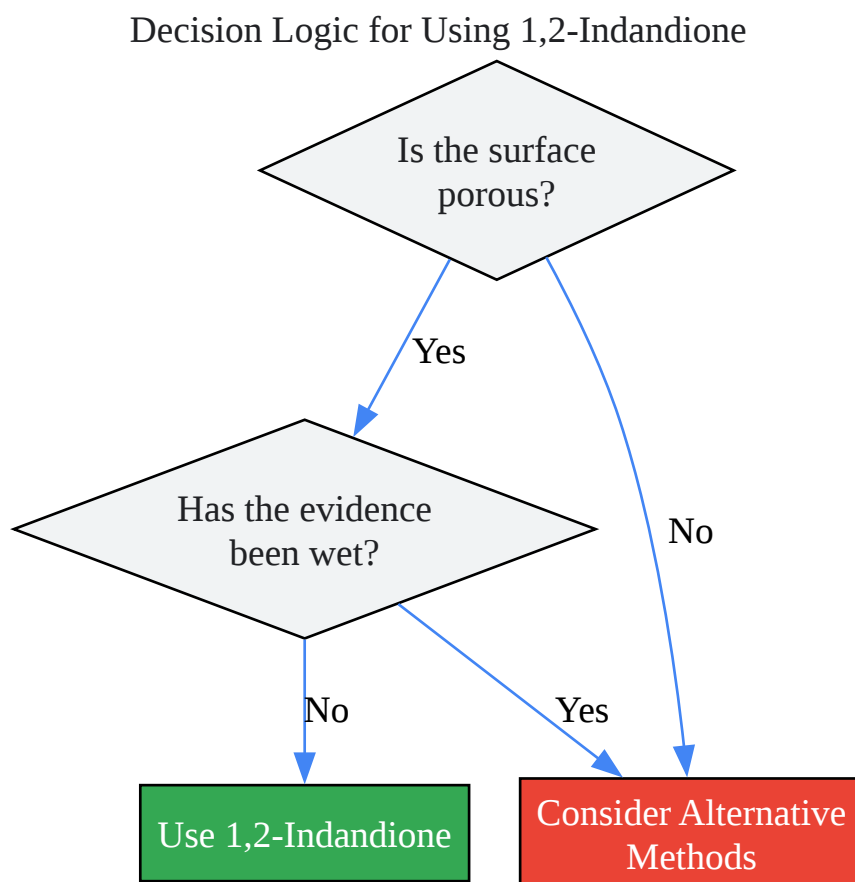 Decision Logic for Using 1,2-Indandione
Is the surface
porous?
Yes
Has the evidence
been wet?
No
No
Yes
Use 1,2-Indandione
Consider Alternative
Methods